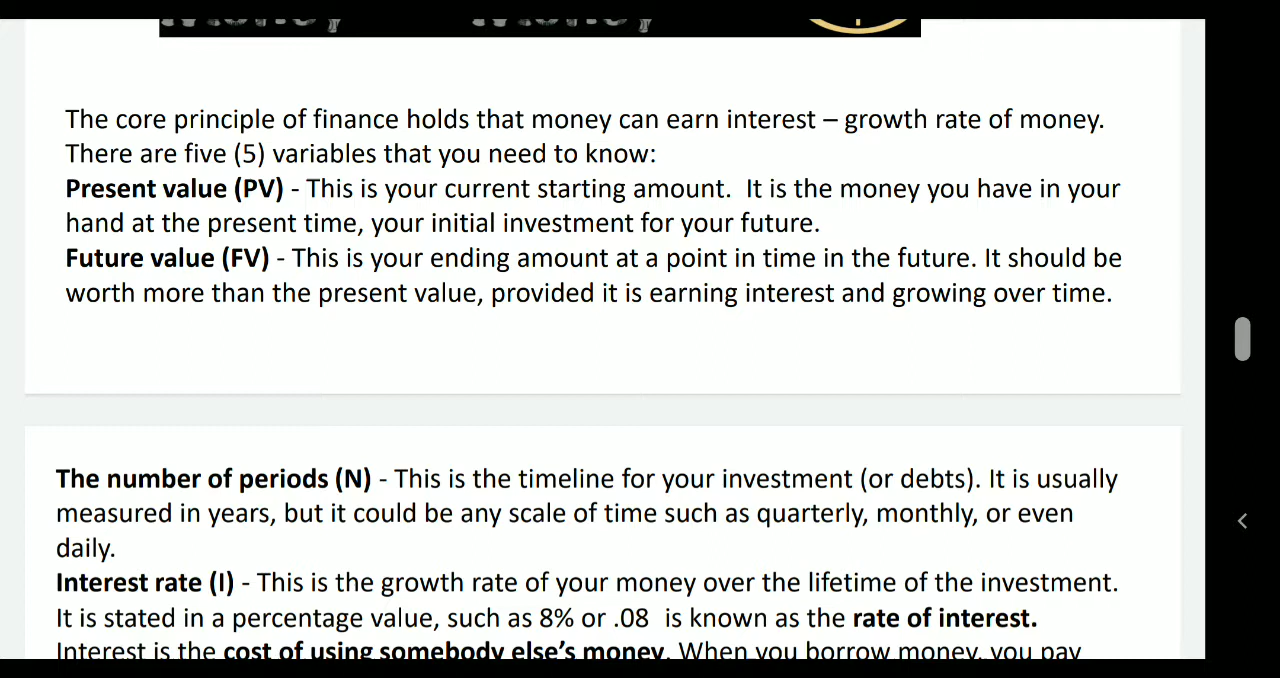 The core principle of finance holds that money can earn interest – growth rate of money.
There are five (5) variables that you need to know:
Present value (PV) - This is your current starting amount.  It is the money you have in your
hand at the present time, your initial investment for your future.
Future value (FV) - This is your ending amount at a point in time in the future. It should be
worth more than the present value, provided it is earning interest and growing over time.
The number of periods (N) - This is the timeline for your investment (or debts). It is usually
measured in years, but it could be any scale of time such as quarterly, monthly, or even
daily.
Interest rate (I) - This is the growth rate of your money over the lifetime of the investment.
It is stated in a percentage value, such as 8% or .08  is known as the rate of interest.
Interest is the cost of using somebody else's money. When you borrow money, you pay